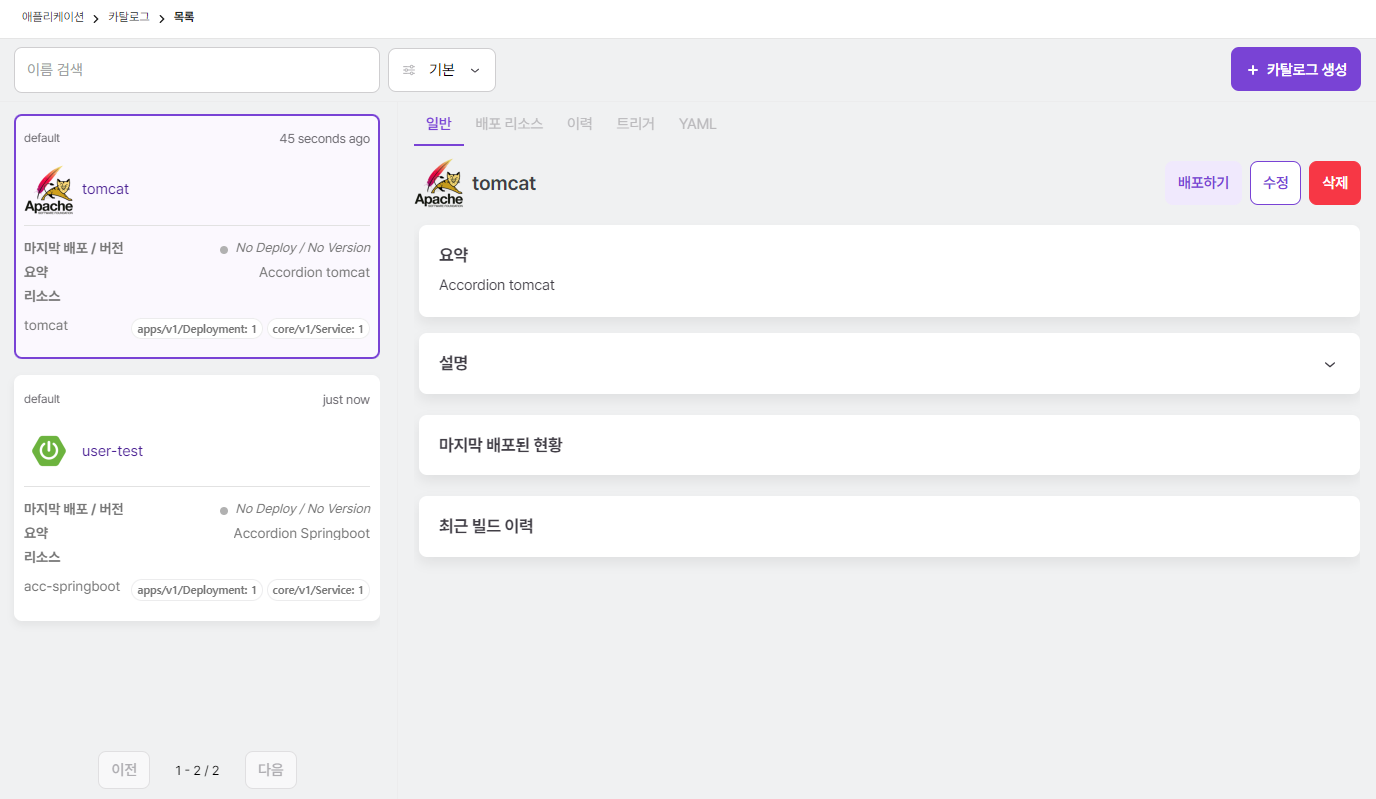 애플리케이션 > 카탈로그 > 목록
이름 검색
기본
+ 카탈로그 생성
default 45 seconds ago
Apache
tomcat
마지막 배포 / 버전 No Deploy / No Version
요약 Accordion tomcat
리소스
tomcat apps/v1/Deployment: 1 core/v1/Service: 1
default just now
user-test
마지막 배포 / 버전 No Deploy / No Version
요약 Accordion Springboot
리소스
acc-springboot apps/v1/Deployment: 1 core/v1/Service: 1
이전 1 - 2 / 2 다음
일반 배포 리소스 이력 트리거 YAML
Apache
tomcat
배포하기 수정 삭제
요약
Accordion tomcat
설명
마지막 배포된 현황
최근 빌드 이력